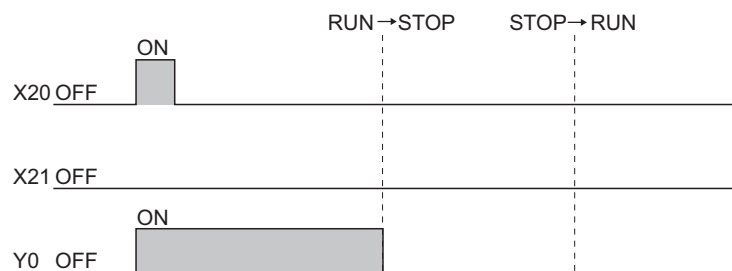 RUN→STOP STOP→RUN
ON
X20 OFF
X21 OFF
ON
Y0 OFF